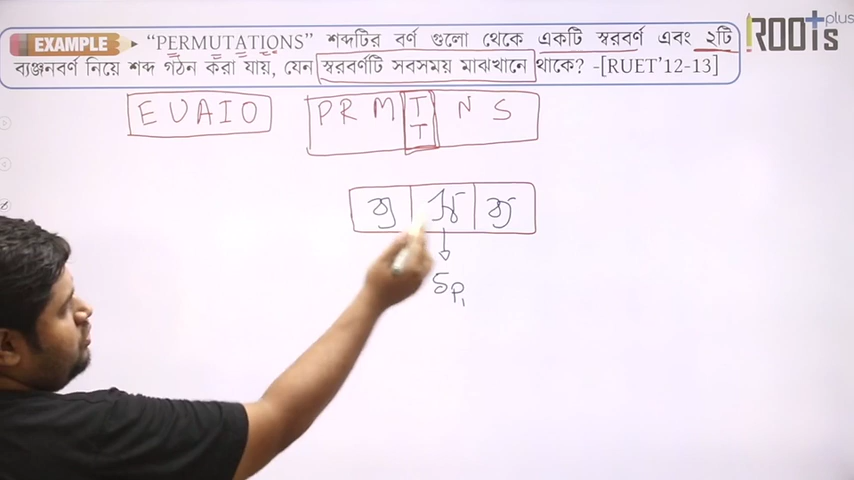 EXAMPLE "PERMUTATIONS" শব্দটির বর্ণ গুলো থেকে একটি স্বরবর্ণ এবং ২টি
ব্যঞ্জনবর্ণ নিয়ে শব্দ গঠন করা যায়, যেন স্বরবর্ণটি সবসময় মাঝখানে থাকে? -[RUET'12-13]
ROOTs plus
E U A I O P R M T N S
T
ব্য স্ব ব্য
5P₁